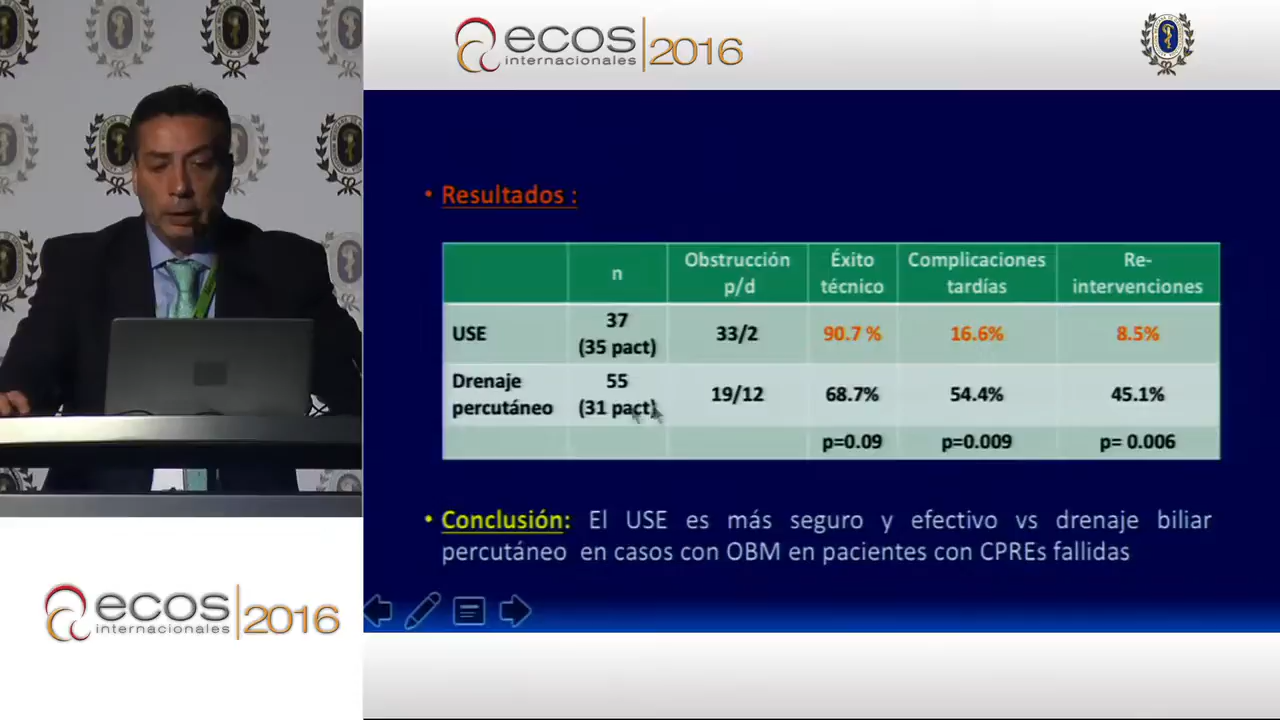 ecos
internacionales
2016
• Resultados :
n
Obstrucción
p/d
Éxito
técnico
Complicaciones
tardías
Re-
intervenciones
USE
37
(35 pact)
33/2
90.7 %
16.6%
8.5%
Drenaje
percutáneo
55
(31 pact)
19/12
68.7%
54.4%
45.1%
p=0.09
p=0.009
p= 0.006
• Conclusión: El USE es más seguro y efectivo vs drenaje biliar
percutáneo en casos con OBM en pacientes con CPREs fallidas
ecos
internacionales
2016